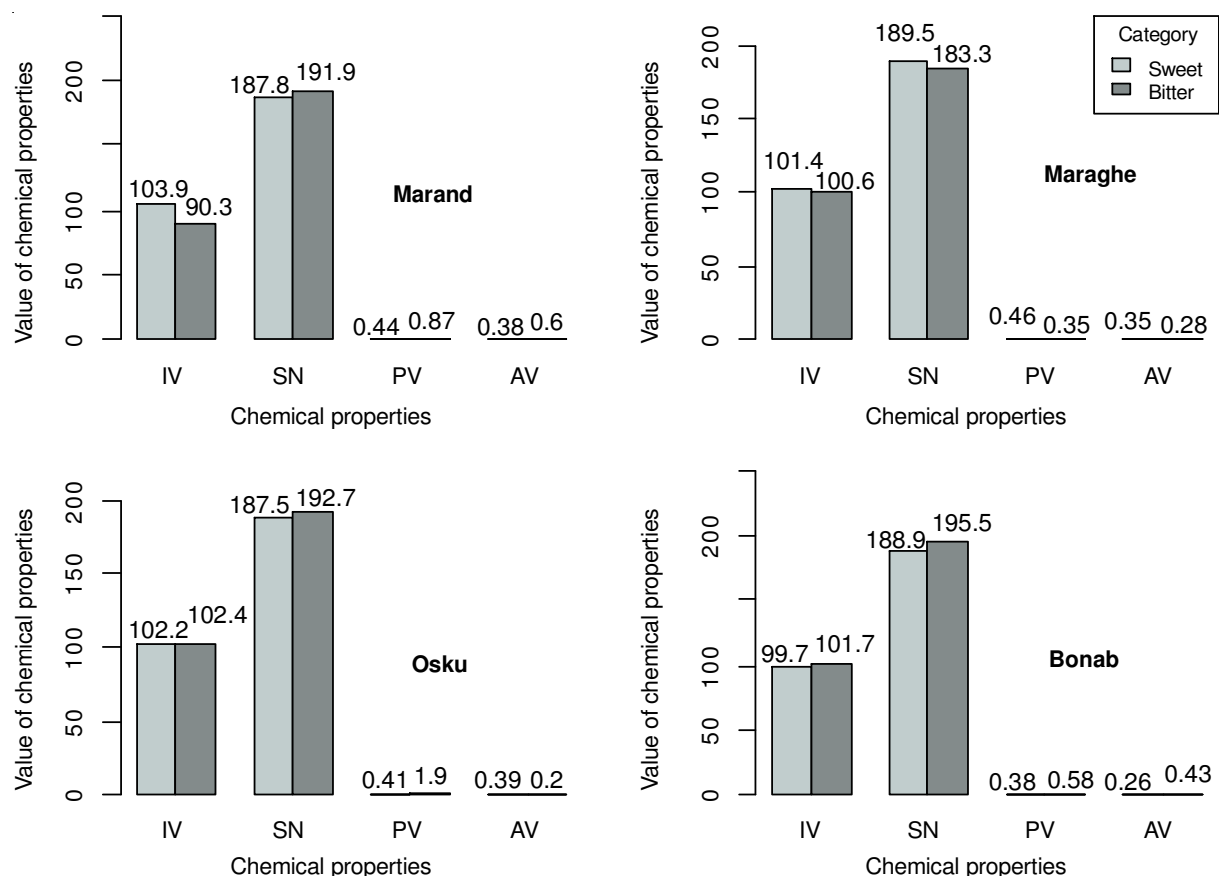 Value of chemical properties
200
100
50
0
187.8 191.9
103.9 90.3
Marand
0.44 0.87 0.38 0.6
IV SN PV AV
Chemical properties
Value of chemical properties
200
150
100
50
0
189.5 183.3
101.4 100.6
Maraghe
0.46 0.35 0.35 0.28
IV SN PV AV
Chemical properties
Category
Sweet
Bitter
Value of chemical properties
200
150
100
50
0
187.5 192.7
102.2 102.4
Osku
0.41 1.9 0.39 0.2
IV SN PV AV
Chemical properties
Value of chemical properties
200
100
50
0
188.9 195.5
99.7 101.7
Bonab
0.38 0.58 0.26 0.43
IV SN PV AV
Chemical properties